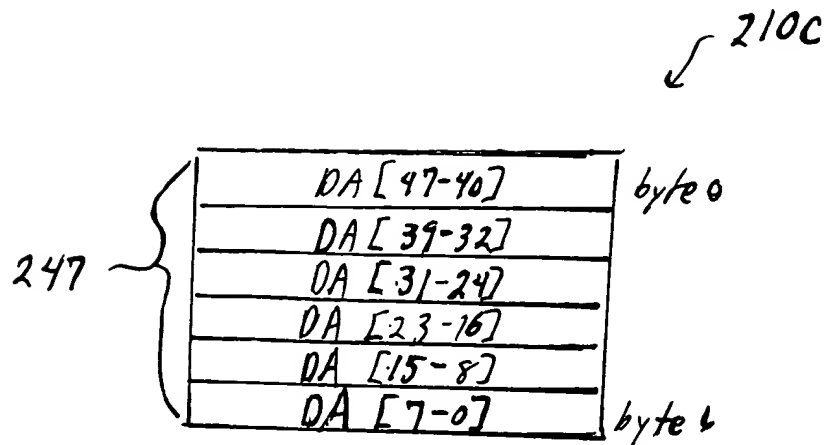 210C
DA [47-40] byte 0
DA [39-32]
DA [31-24]
247
DA [23-16]
DA [15-8]
DA [7-0] byte